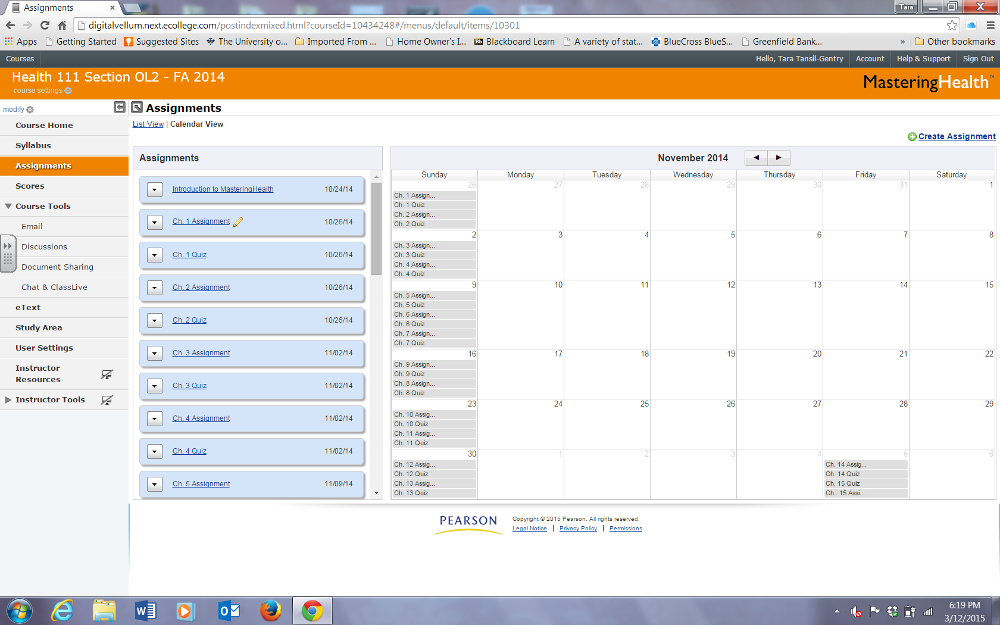 Assignments
Tara
digitalvellum.next.ecollege.com/postindexmixed.html?courseId=10434248#/menus/default/items/10301
Apps Getting Started Suggested Sites The University o... Imported From ... Home Owner's I... Bb Blackboard Learn A variety of stat... BlueCross BlueS... Greenfield Bank... » Other bookmarks
Courses Hello, Tara Tansil-Gentry Account Help & Support Sign Out
Health 111 Section OL2 - FA 2014
course settings
MasteringHealth™
modify
Course Home
Syllabus
Assignments
Scores
Course Tools
Email
Discussions
Document Sharing
Chat & ClassLive
eText
Study Area
User Settings
Instructor
Resources
Instructor Tools
Assignments
List View | Calendar View
Create Assignment
Assignments
Introduction to MasteringHealth 10/24/14
Ch. 1 Assignment 10/26/14
Ch. 1 Quiz 10/26/14
Ch. 2 Assignment 10/26/14
Ch. 2 Quiz 10/26/14
Ch. 3 Assignment 11/02/14
Ch. 3 Quiz 11/02/14
Ch. 4 Assignment 11/02/14
Ch. 4 Quiz 11/02/14
Ch. 5 Assignment 11/09/14
November 2014
Sunday Monday Tuesday Wednesday Thursday Friday Saturday
26 27 28 29 30 31 1
Ch. 1 Assign...
Ch. 1 Quiz
Ch. 2 Assign...
Ch. 2 Quiz
2 3 4 5 6 7 8
Ch. 3 Assign...
Ch. 3 Quiz
Ch. 4 Assign...
Ch. 4 Quiz
9 10 11 12 13 14 15
Ch. 5 Assign...
Ch. 5 Quiz
Ch. 6 Assign...
Ch. 6 Quiz
Ch. 7 Assign...
Ch. 7 Quiz
16 17 18 19 20 21 22
Ch. 9 Assign...
Ch. 9 Quiz
Ch. 8 Assign...
Ch. 8 Quiz
23 24 25 26 27 28 29
Ch. 10 Assig...
Ch. 10 Quiz
Ch. 11 Assig...
Ch. 11 Quiz
30 1 2 3 4 5 6
Ch. 12 Assig... Ch. 14 Assig...
Ch. 12 Quiz Ch. 14 Quiz
Ch. 13 Assig... Ch. 15 Quiz
Ch. 13 Quiz Ch.. 15 Assi...
PEARSON
Copyright © 2015 Pearson. All rights reserved.
Legal Notice | Privacy Policy | Permissions
6:19 PM
3/12/2015